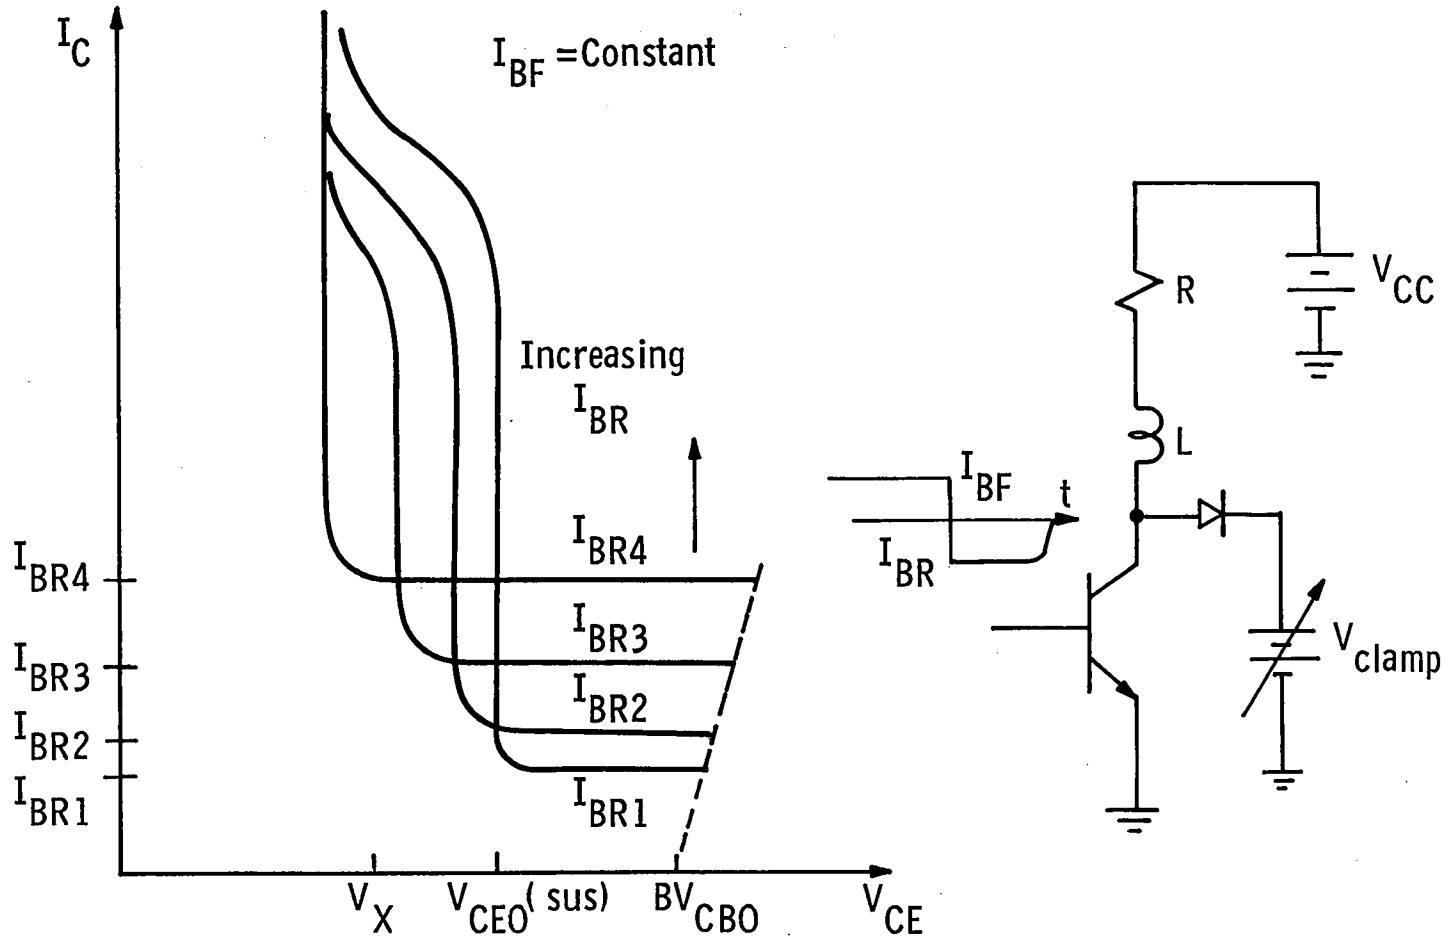 I_C
I_BF = Constant
Increasing
I_BR
I_BR4
I_BR3
I_BR2
I_BR1
I_BR4
I_BR3
I_BR2
I_BR1
V_X
V_CEO (sus)
BV_CBO
V_CE
V_CC
R
L
I_BF
t
I_BR
V_clamp